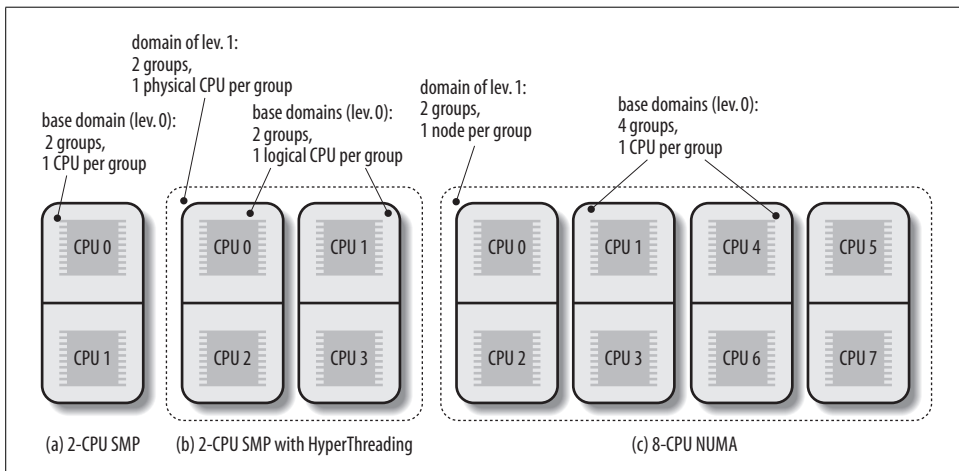 domain of lev. 1:
2 groups,
1 physical CPU per group
base domain (lev. 0):
2 groups,
1 CPU per group
base domains (lev. 0):
2 groups,
1 logical CPU per group
domain of lev. 1:
2 groups,
1 node per group
base domains (lev. 0):
4 groups,
1 CPU per group
CPU 0
CPU 1
CPU 0
CPU 1
CPU 2
CPU 3
CPU 0
CPU 1
CPU 4
CPU 5
CPU 2
CPU 3
CPU 6
CPU 7
(a) 2-CPU SMP
(b) 2-CPU SMP with HyperThreading
(c) 8-CPU NUMA